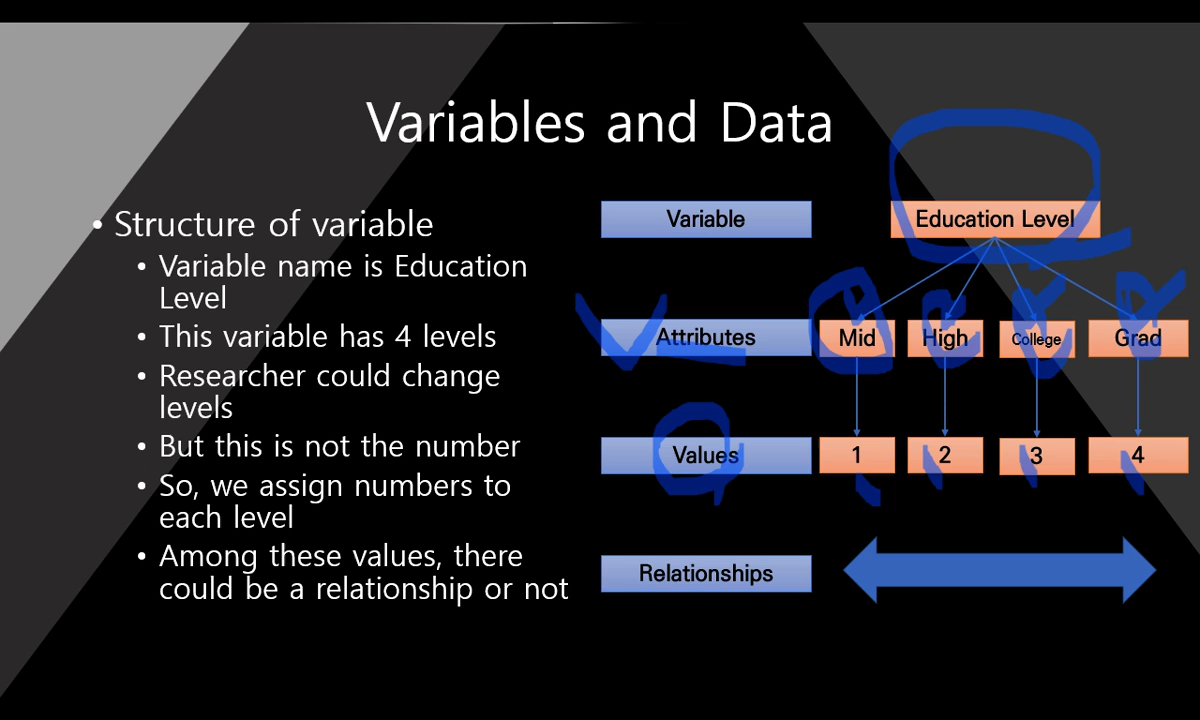 Variables and Data
• Structure of variable
• Variable name is Education
Level
• This variable has 4 levels
• Researcher could change
levels
• But this is not the number
• So, we assign numbers to
each level
• Among these values, there
could be a relationship or not
Variable
Education Level
Attributes
Mid
High
College
Grad
Values
1
2
3
4
Relationships